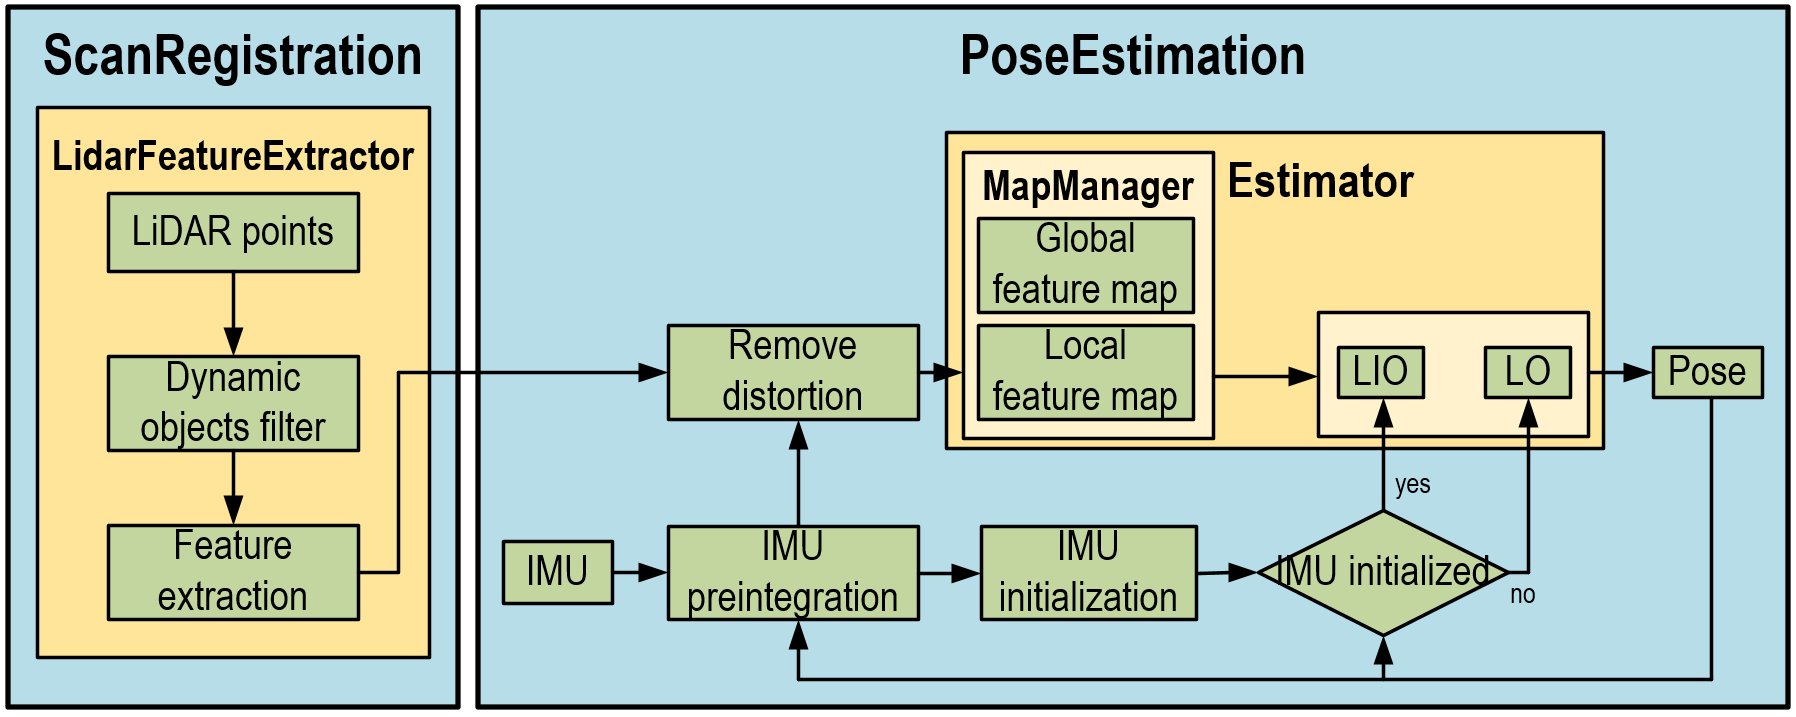 ScanRegistration
LidarFeatureExtractor
LiDAR points
Dynamic
objects filter
Feature
extraction
PoseEstimation
Estimator
MapManager
Global
feature map
Local
feature map
Remove
distortion
LIO
LO
Pose
yes
IMU
IMU
preintegration
IMU
initialization
IMU initialized
no